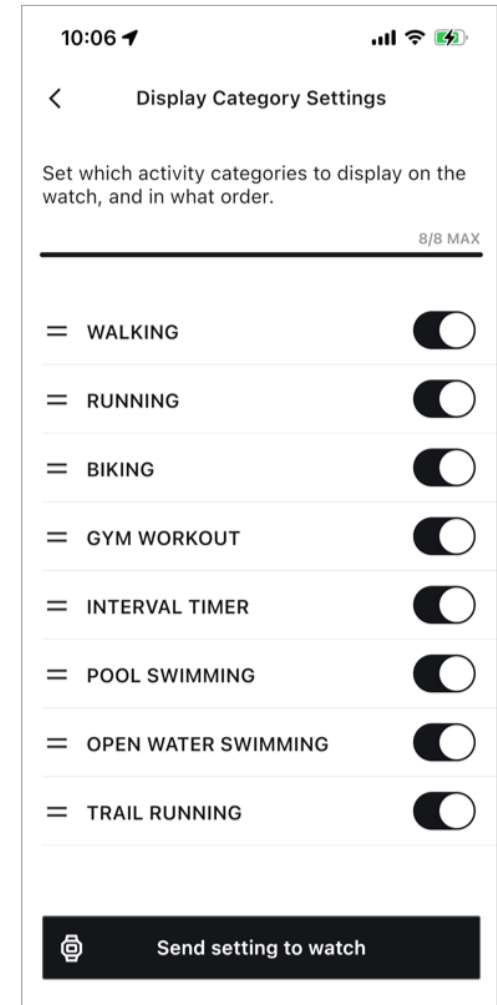 10:06
Display Category Settings
Set which activity categories to display on the
watch, and in what order.
8/8 MAX
WALKING
RUNNING
BIKING
GYM WORKOUT
INTERVAL TIMER
POOL SWIMMING
OPEN WATER SWIMMING
TRAIL RUNNING
Send setting to watch